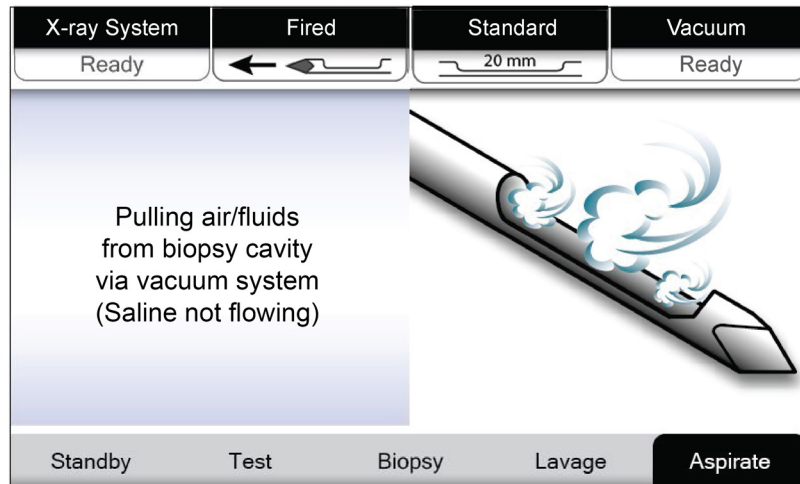 X-ray System
Fired
Standard
Vacuum
Ready
20 mm
Ready
Pulling air/fluids
from biopsy cavity
via vacuum system
(Saline not flowing)
Standby
Test
Biopsy
Lavage
Aspirate